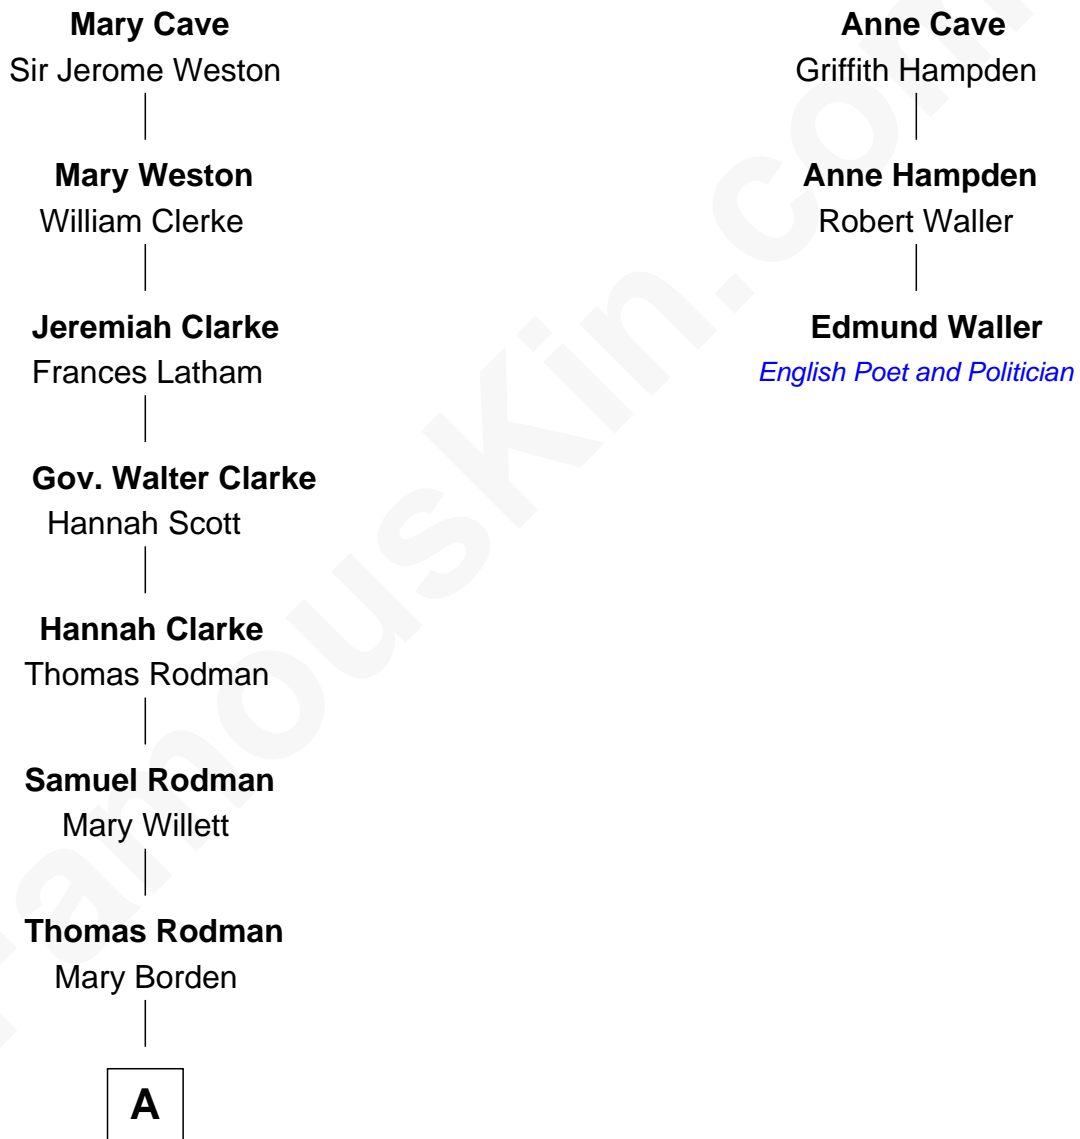 Mary Cave
Sir Jerome Weston
Mary Weston
William Clerke
Jeremiah Clarke
Frances Latham
Gov. Walter Clarke
Hannah Scott
Hannah Clarke
Thomas Rodman
Samuel Rodman
Mary Willett
Thomas Rodman
Mary Borden
A
Anne Cave
Griffith Hampden
Anne Hampden
Robert Waller
Edmund Waller
English Poet and Politician
FamousKin.com